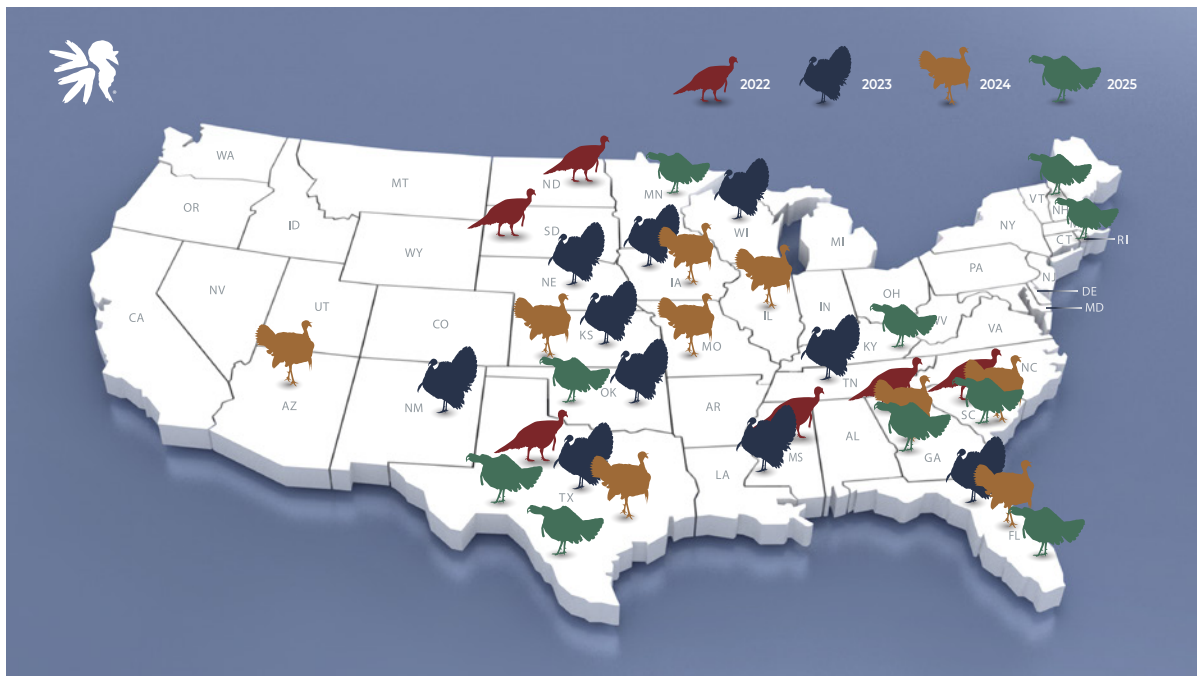 2022 2023 2024 2025
WA
MT
ND
MN
OR
ID
SD
WI
MI
NY
VT
NH
CT
RI
WY
NE
IA
PA
NJ
NV
UT
CO
IL
IN
OH
DE
MD
CA
KS
MO
KY
WV
VA
AZ
NM
OK
AR
TN
NC
SC
TX
LA
MS
AL
GA
FL